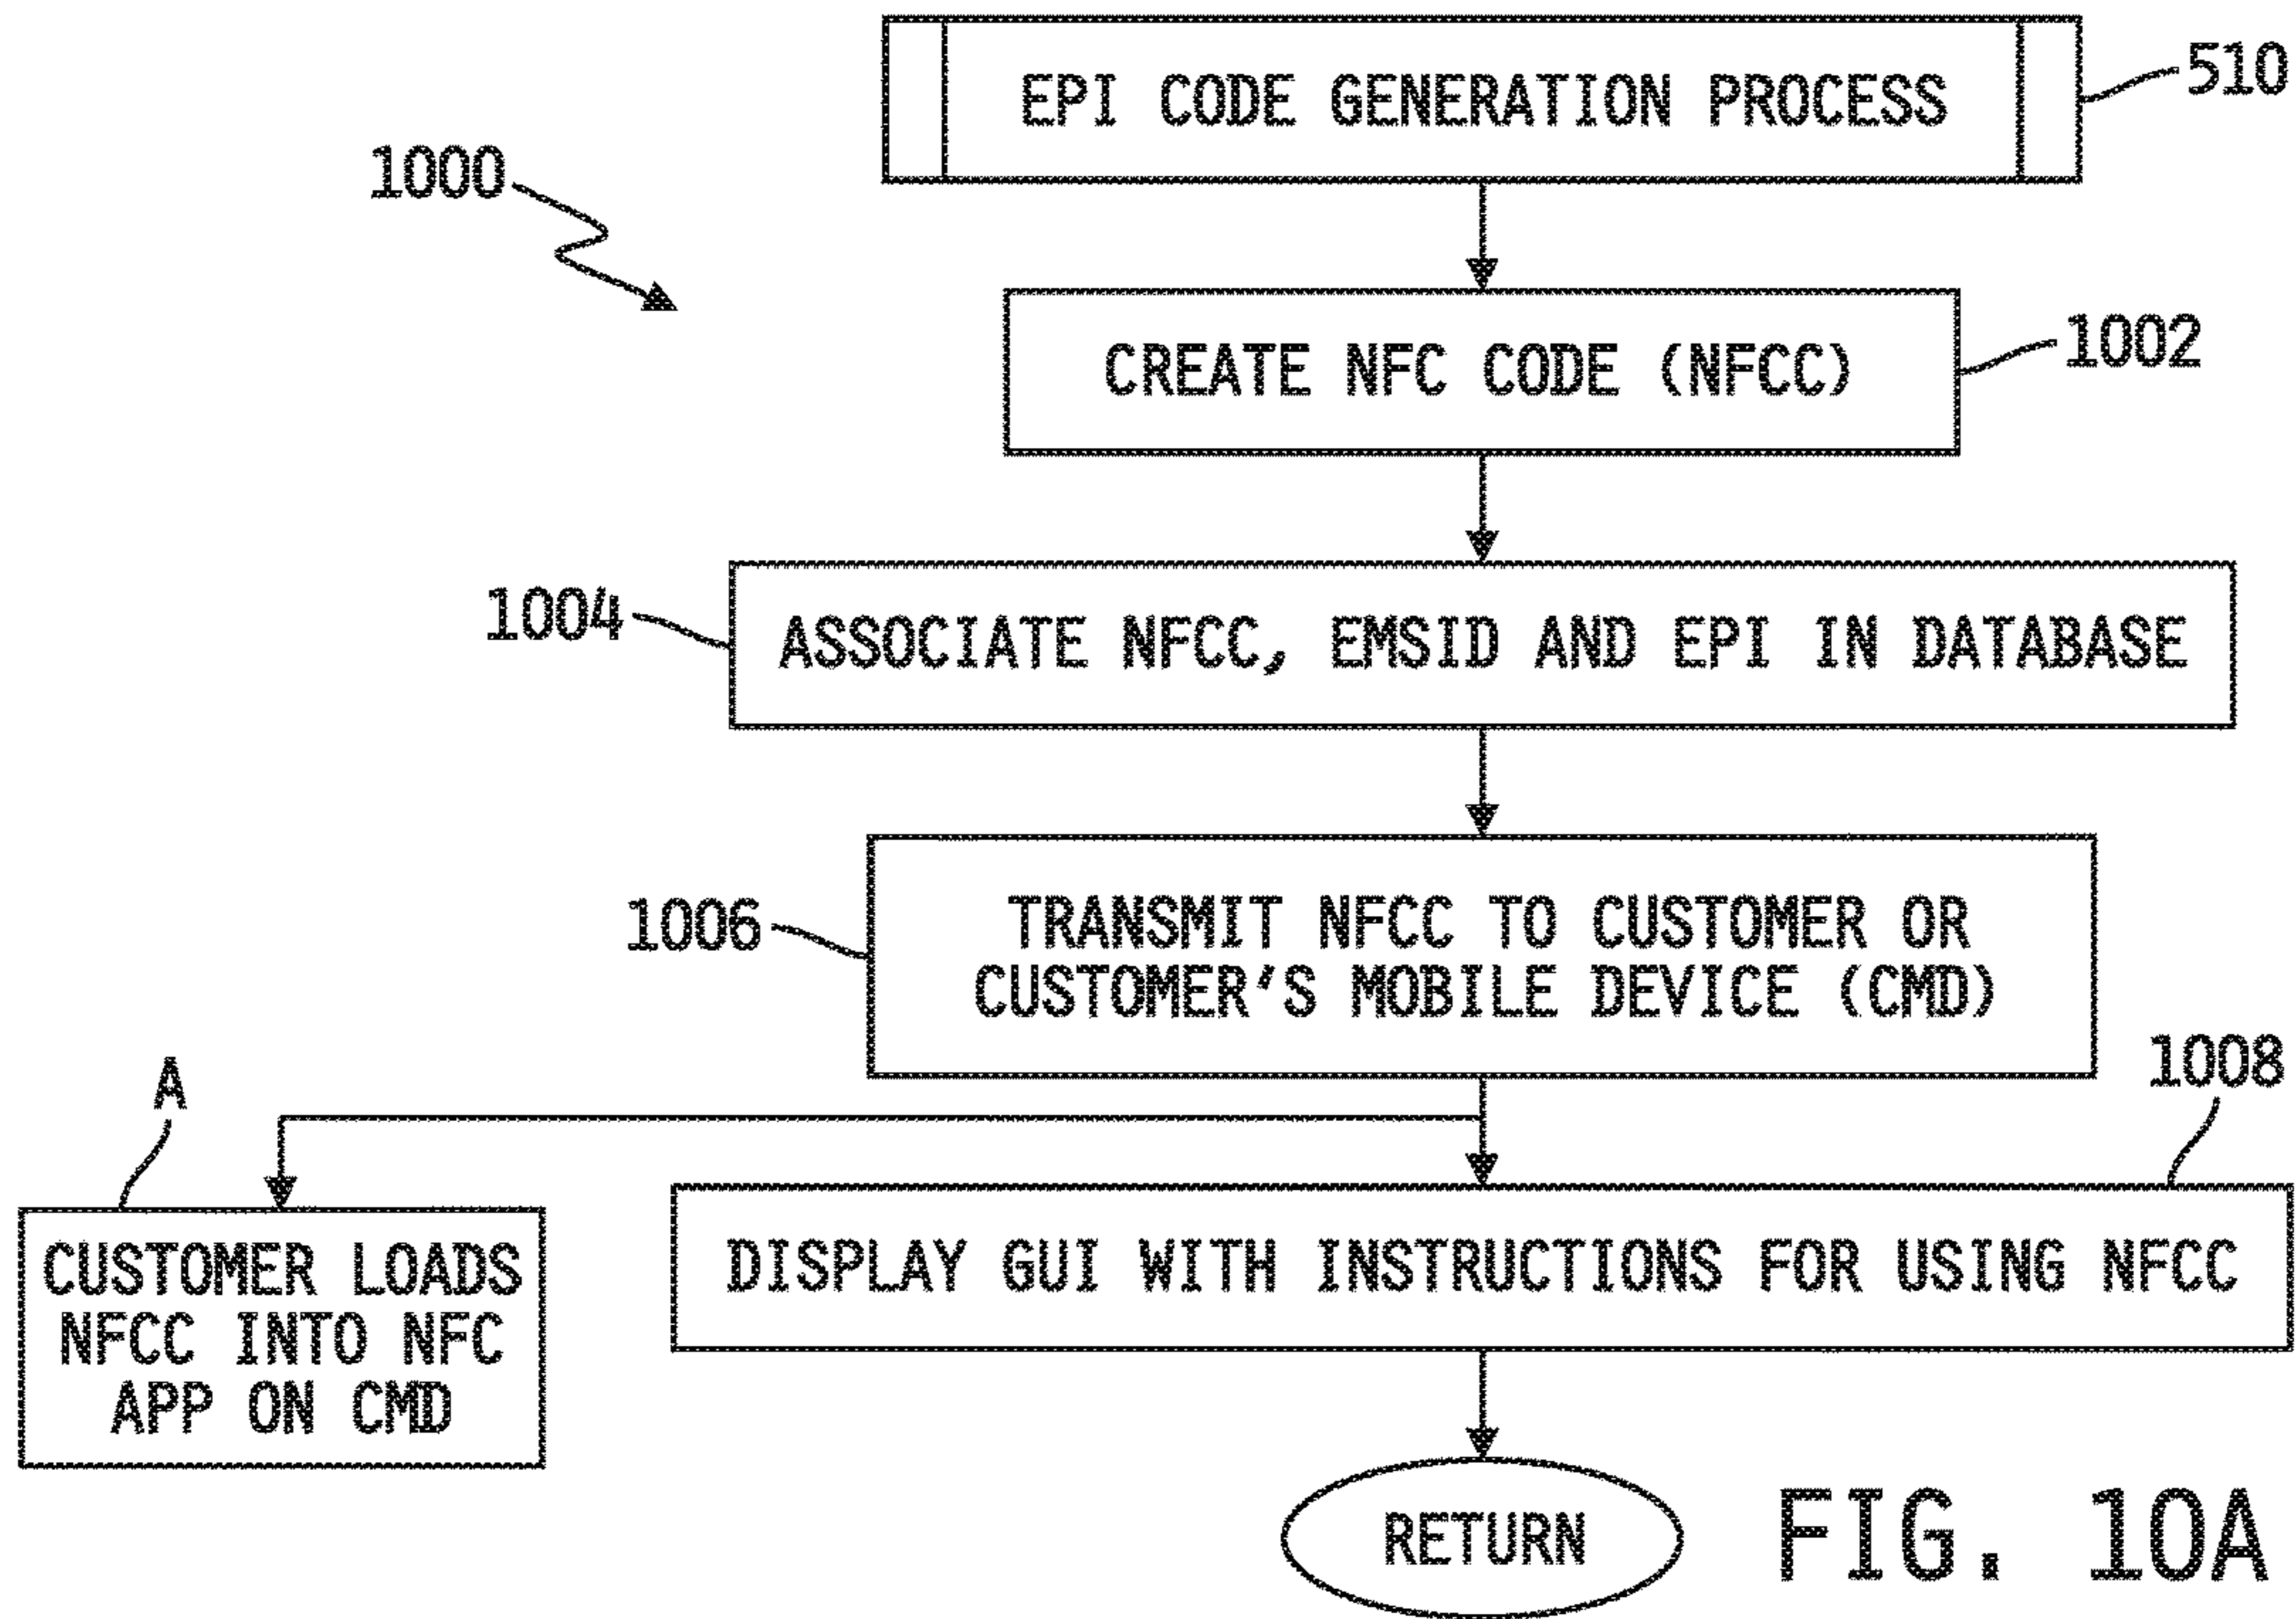 EPI CODE GENERATION PROCESS
510
1000
CREATE NFC CODE (NFCC)
1002
1004
ASSOCIATE NFCC, EMSID AND EPI IN DATABASE
1006
TRANSMIT NFCC TO CUSTOMER OR
CUSTOMER'S MOBILE DEVICE (CMD)
1008
A
CUSTOMER LOADS
NFCC INTO NFC
APP ON CMD
DISPLAY GUI WITH INSTRUCTIONS FOR USING NFCC
RETURN
FIG. 10A